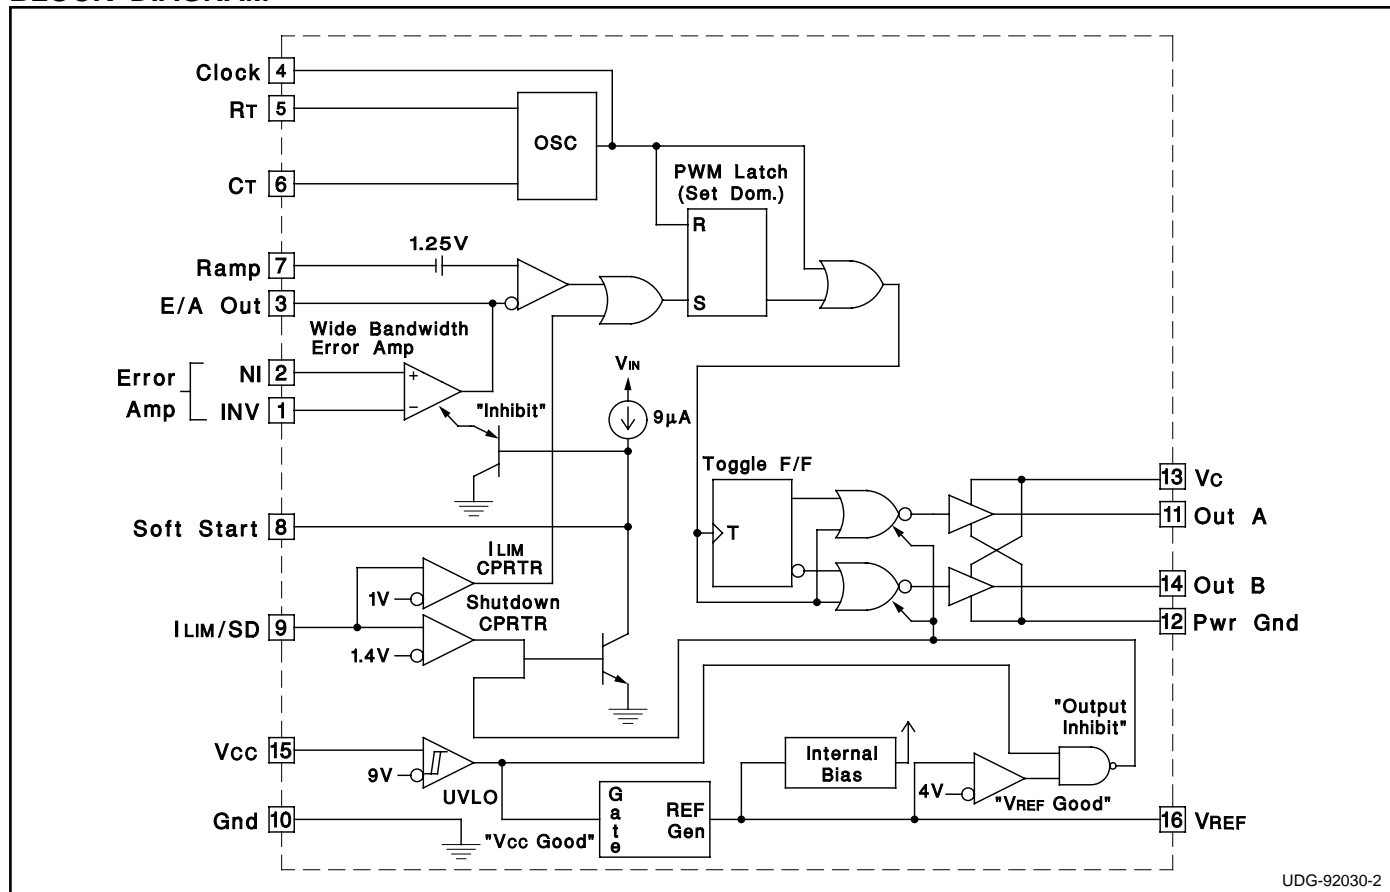 BLOCK DIAGRAM
Clock 4
RT 5
OSC
CT 6
PWM Latch
(Set Dom.)
R
S
1.25V
Ramp 7
E/A Out 3
Wide Bandwidth
Error Amp
Error
Amp
NI 2
INV 1
+
−
"Inhibit"
VIN
9µA
Toggle F/F
T
13 VC
11 Out A
14 Out B
12 Pwr Gnd
Soft Start 8
ILIM
CPRTR
1V
Shutdown
CPRTR
ILIM/SD 9
1.4V
"Output
Inhibit"
VCC 15
9V
UVLO
Internal
Bias
4V
"VREF Good"
Gnd 10
"VCC Good"
Gate
REF
Gen
16 VREF
UDG-92030-2